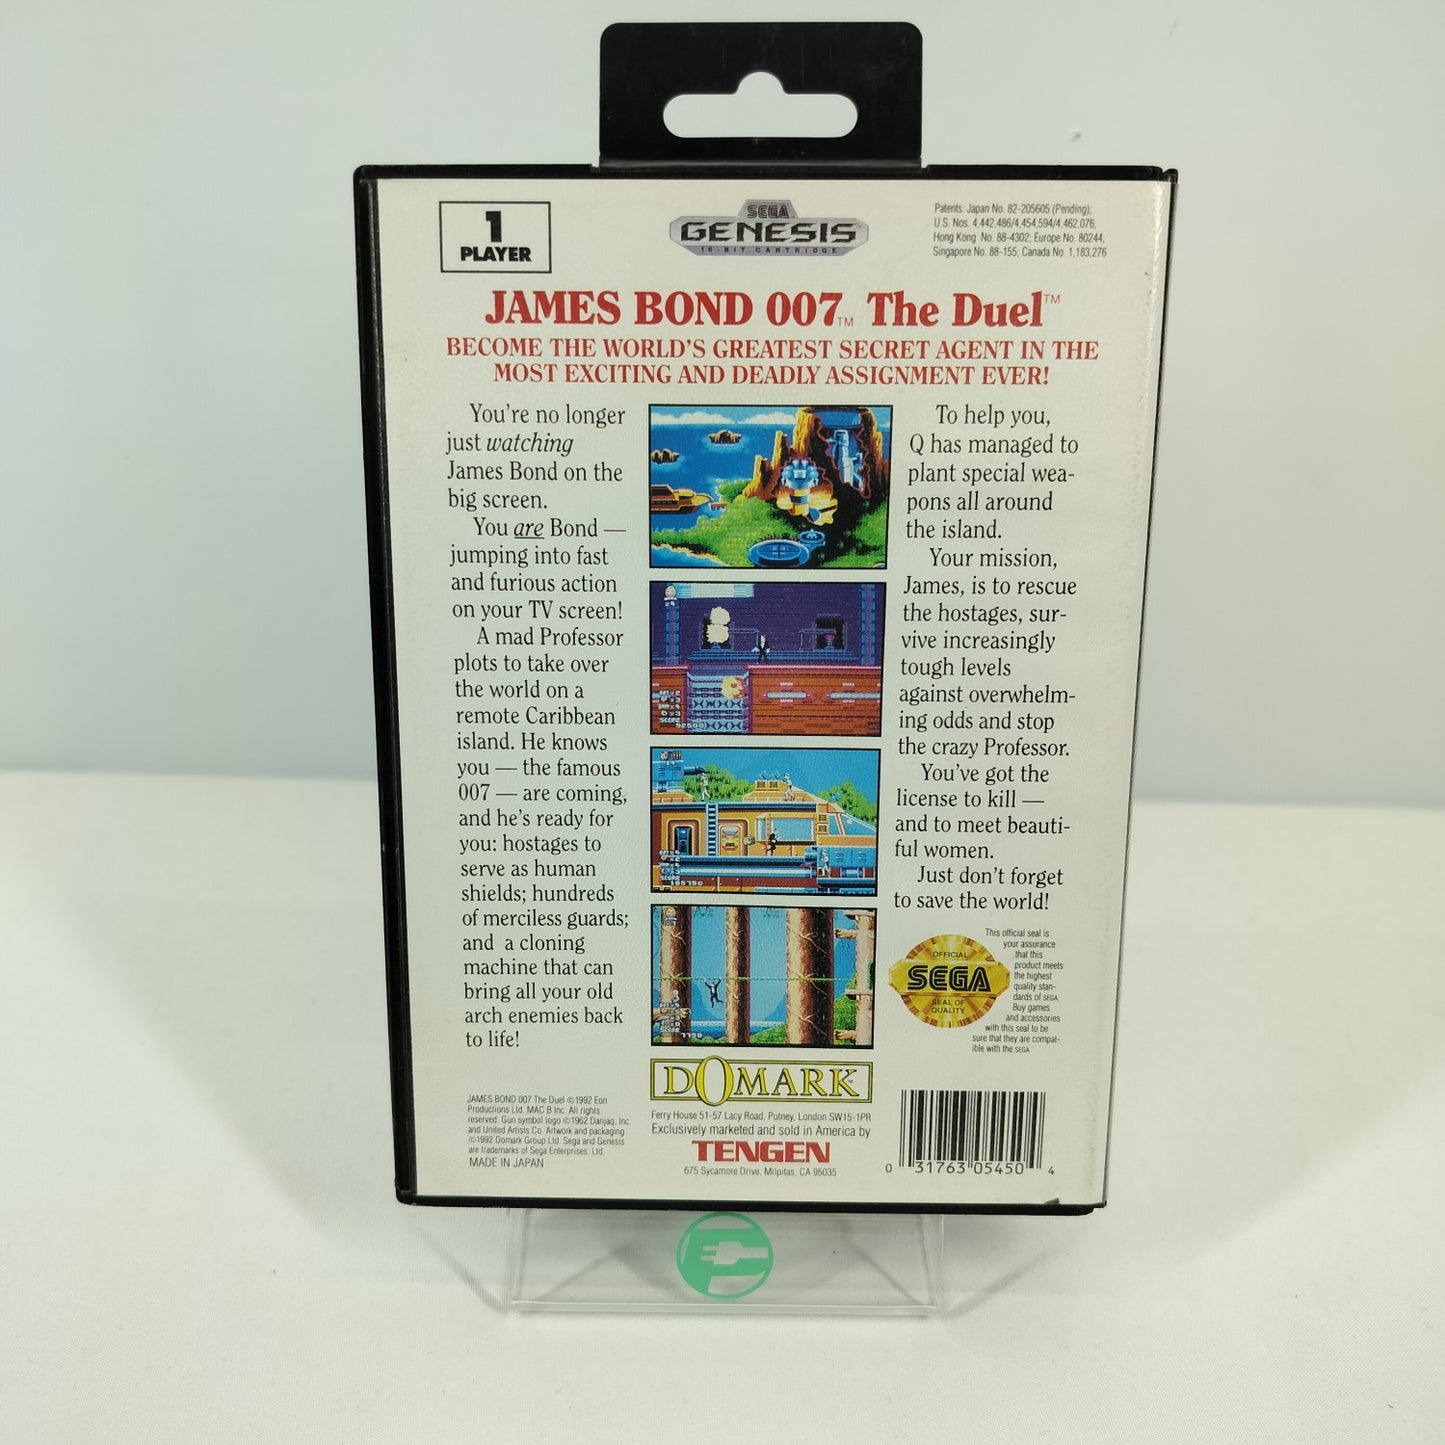 1
PLAYER
SEGA
GENESIS
16-BIT CARTRIDGE
Patents: Japan No. 82-205605 (Pending);
U.S. Nos. 4,442,486/4,454,594/4,462,076;
Hong Kong No. 88-4302; Europe No. 80244;
Singapore No. 88-155; Canada No. 1,183,276
JAMES BOND 007™ The Duel™
BECOME THE WORLD'S GREATEST SECRET AGENT IN THE
MOST EXCITING AND DEADLY ASSIGNMENT EVER!
You're no longer
just watching
James Bond on the
big screen.
You are Bond —
jumping into fast
and furious action
on your TV screen!
A mad Professor
plots to take over
the world on a
remote Caribbean
island. He knows
you — the famous
007 — are coming,
and he's ready for
you: hostages to
serve as human
shields; hundreds
of merciless guards;
and a cloning
machine that can
bring all your old
arch enemies back
to life!
SCORE
SCORE
SCORE
To help you,
Q has managed to
plant special wea-
pons all around
the island.
Your mission,
James, is to rescue
the hostages, sur-
vive increasingly
tough levels
against overwhelm-
ing odds and stop
the crazy Professor.
You've got the
license to kill —
and to meet beauti-
ful women.
Just don't forget
to save the world!
OFFICIAL
SEGA
SEAL OF
QUALITY
This official seal is
your assurance
that this
product meets
the highest
quality stan-
dards of SEGA.
Buy games
and accessories
with this seal to be
sure that they are compat-
ible with the SEGA
JAMES BOND 007 The Duel ©1992 Eon
Productions Ltd. MAC B Inc. All rights
reserved. Gun symbol logo ©1962 Danjaq, Inc.
and United Artists Co. Artwork and packaging
©1992 Domark Group Ltd. Sega and Genesis
are trademarks of Sega Enterprises, Ltd.
MADE IN JAPAN
DOMARK™
Ferry House 51-57 Lacy Road, Putney, London SW15-1PR
Exclusively marketed and sold in America by
TENGEN
675 Sycamore Drive, Milpitas, CA 95035
0 31763 05450 4